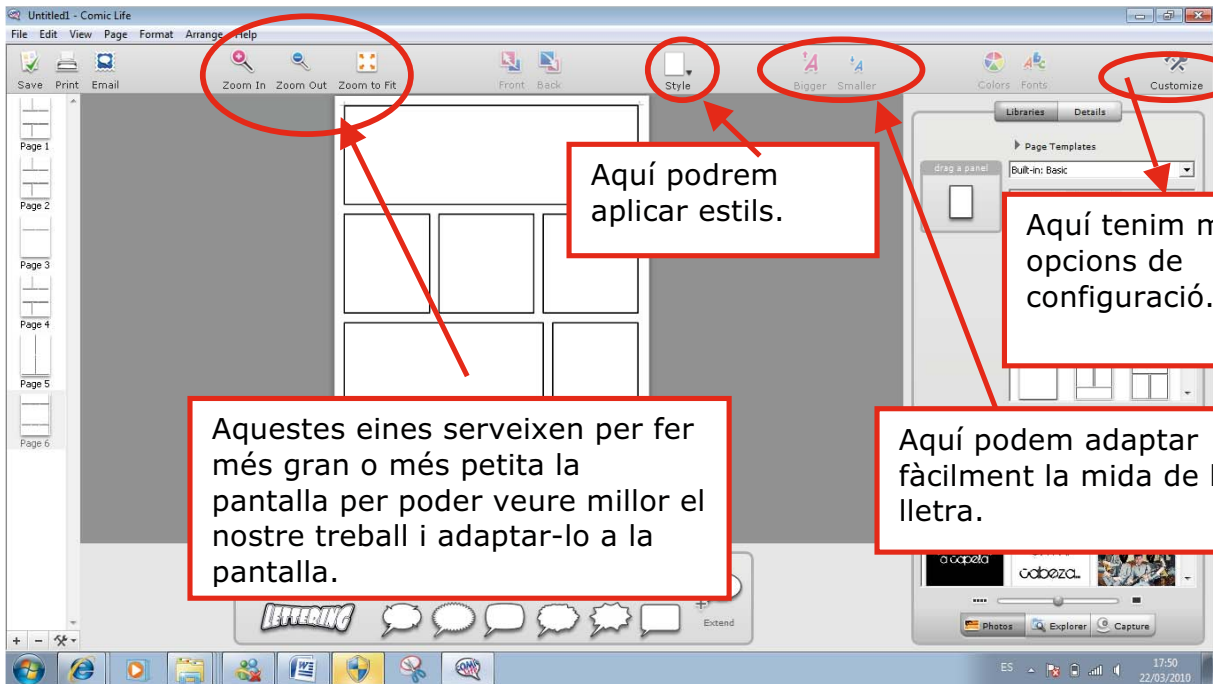 Untitled1 - Comic Life
File Edit View Page Format Arrange Help
Save Print Email Zoom In Zoom Out Zoom to Fit Front Back Style Bigger Smaller Colors Fonts Customize
Libraries Details
Page Templates
drag a panel
Built-in: Basic
Page 1
Page 2
Page 3
Page 4
Page 5
Page 6
Aquí podrem
aplicar estils.
Aquí tenim
opcions de
configuració.
Aquestes eines serveixen per fer
més gran o més petita la
pantalla per poder veure millor el
nostre treball i adaptar-lo a la
pantalla.
Aquí podem adaptar
fàcilment la mida de
lletra.
a capela
cabeza..
LETTERING
Extend
Photos Explorer Capture
ES
17:50
22/03/2010